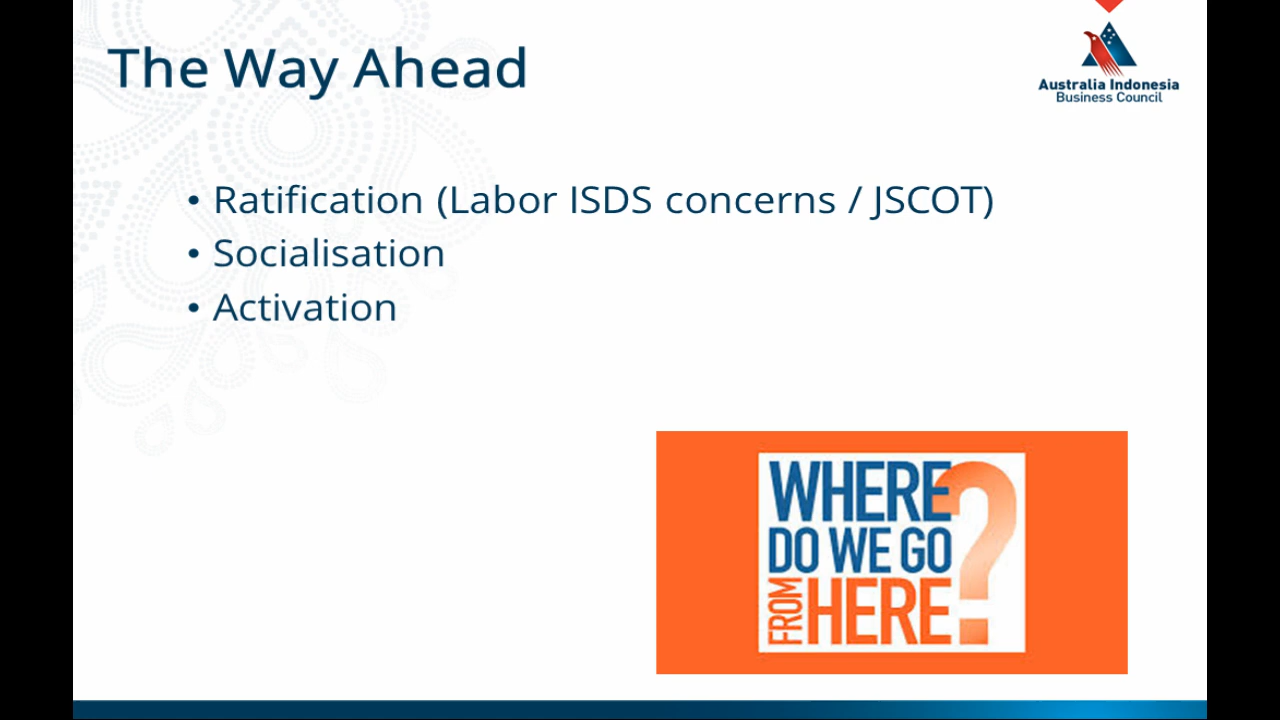 The Way Ahead
Australia Indonesia
Business Council
• Ratification (Labor ISDS concerns / JSCOT)
• Socialisation
• Activation
WHERE
DO WE GO
FROM HERE?